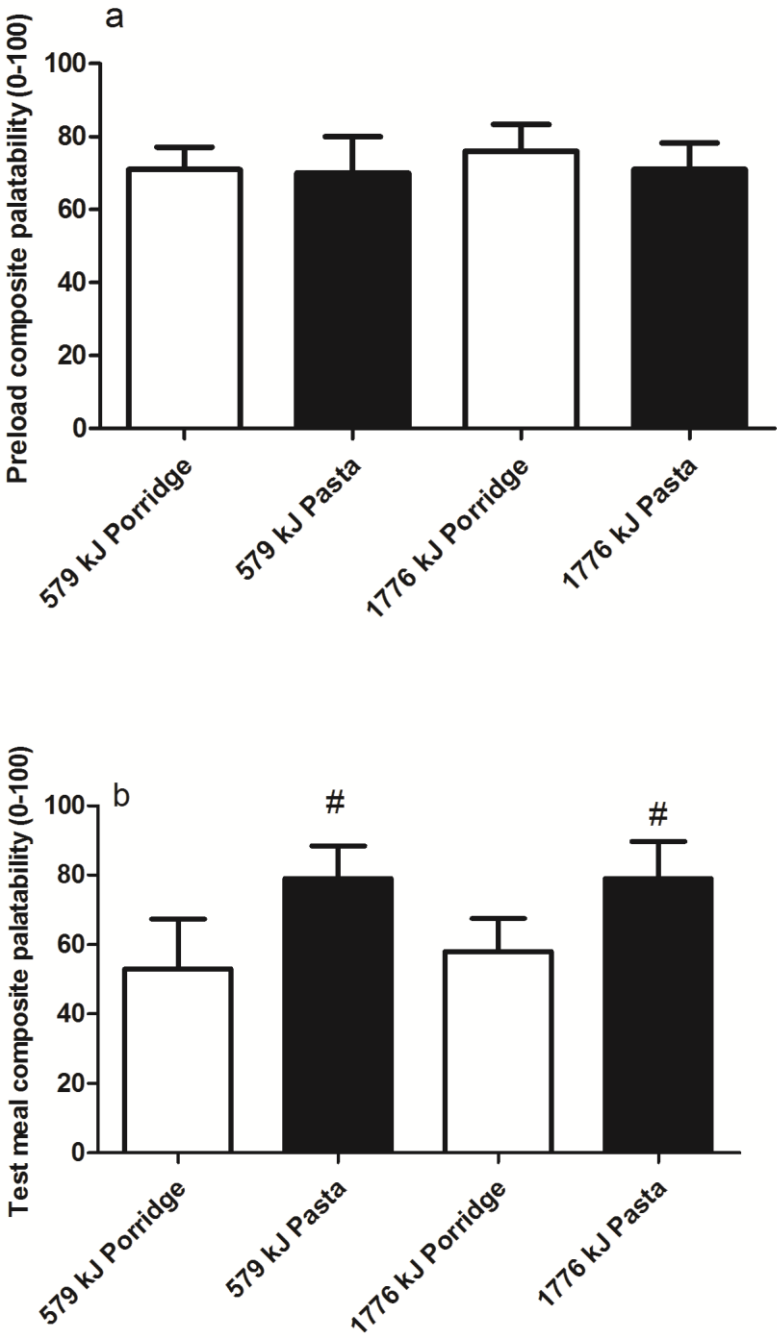 a
Preload composite palatability (0-100)
100
80
60
40
20
0
579 kJ Porridge
579 kJ Pasta
1776 kJ Porridge
1776 kJ Pasta
b
Test meal composite palatability (0-100)
100
80
60
40
20
0
#
#
579 kJ Porridge
579 kJ Pasta
1776 kJ Porridge
1776 kJ Pasta